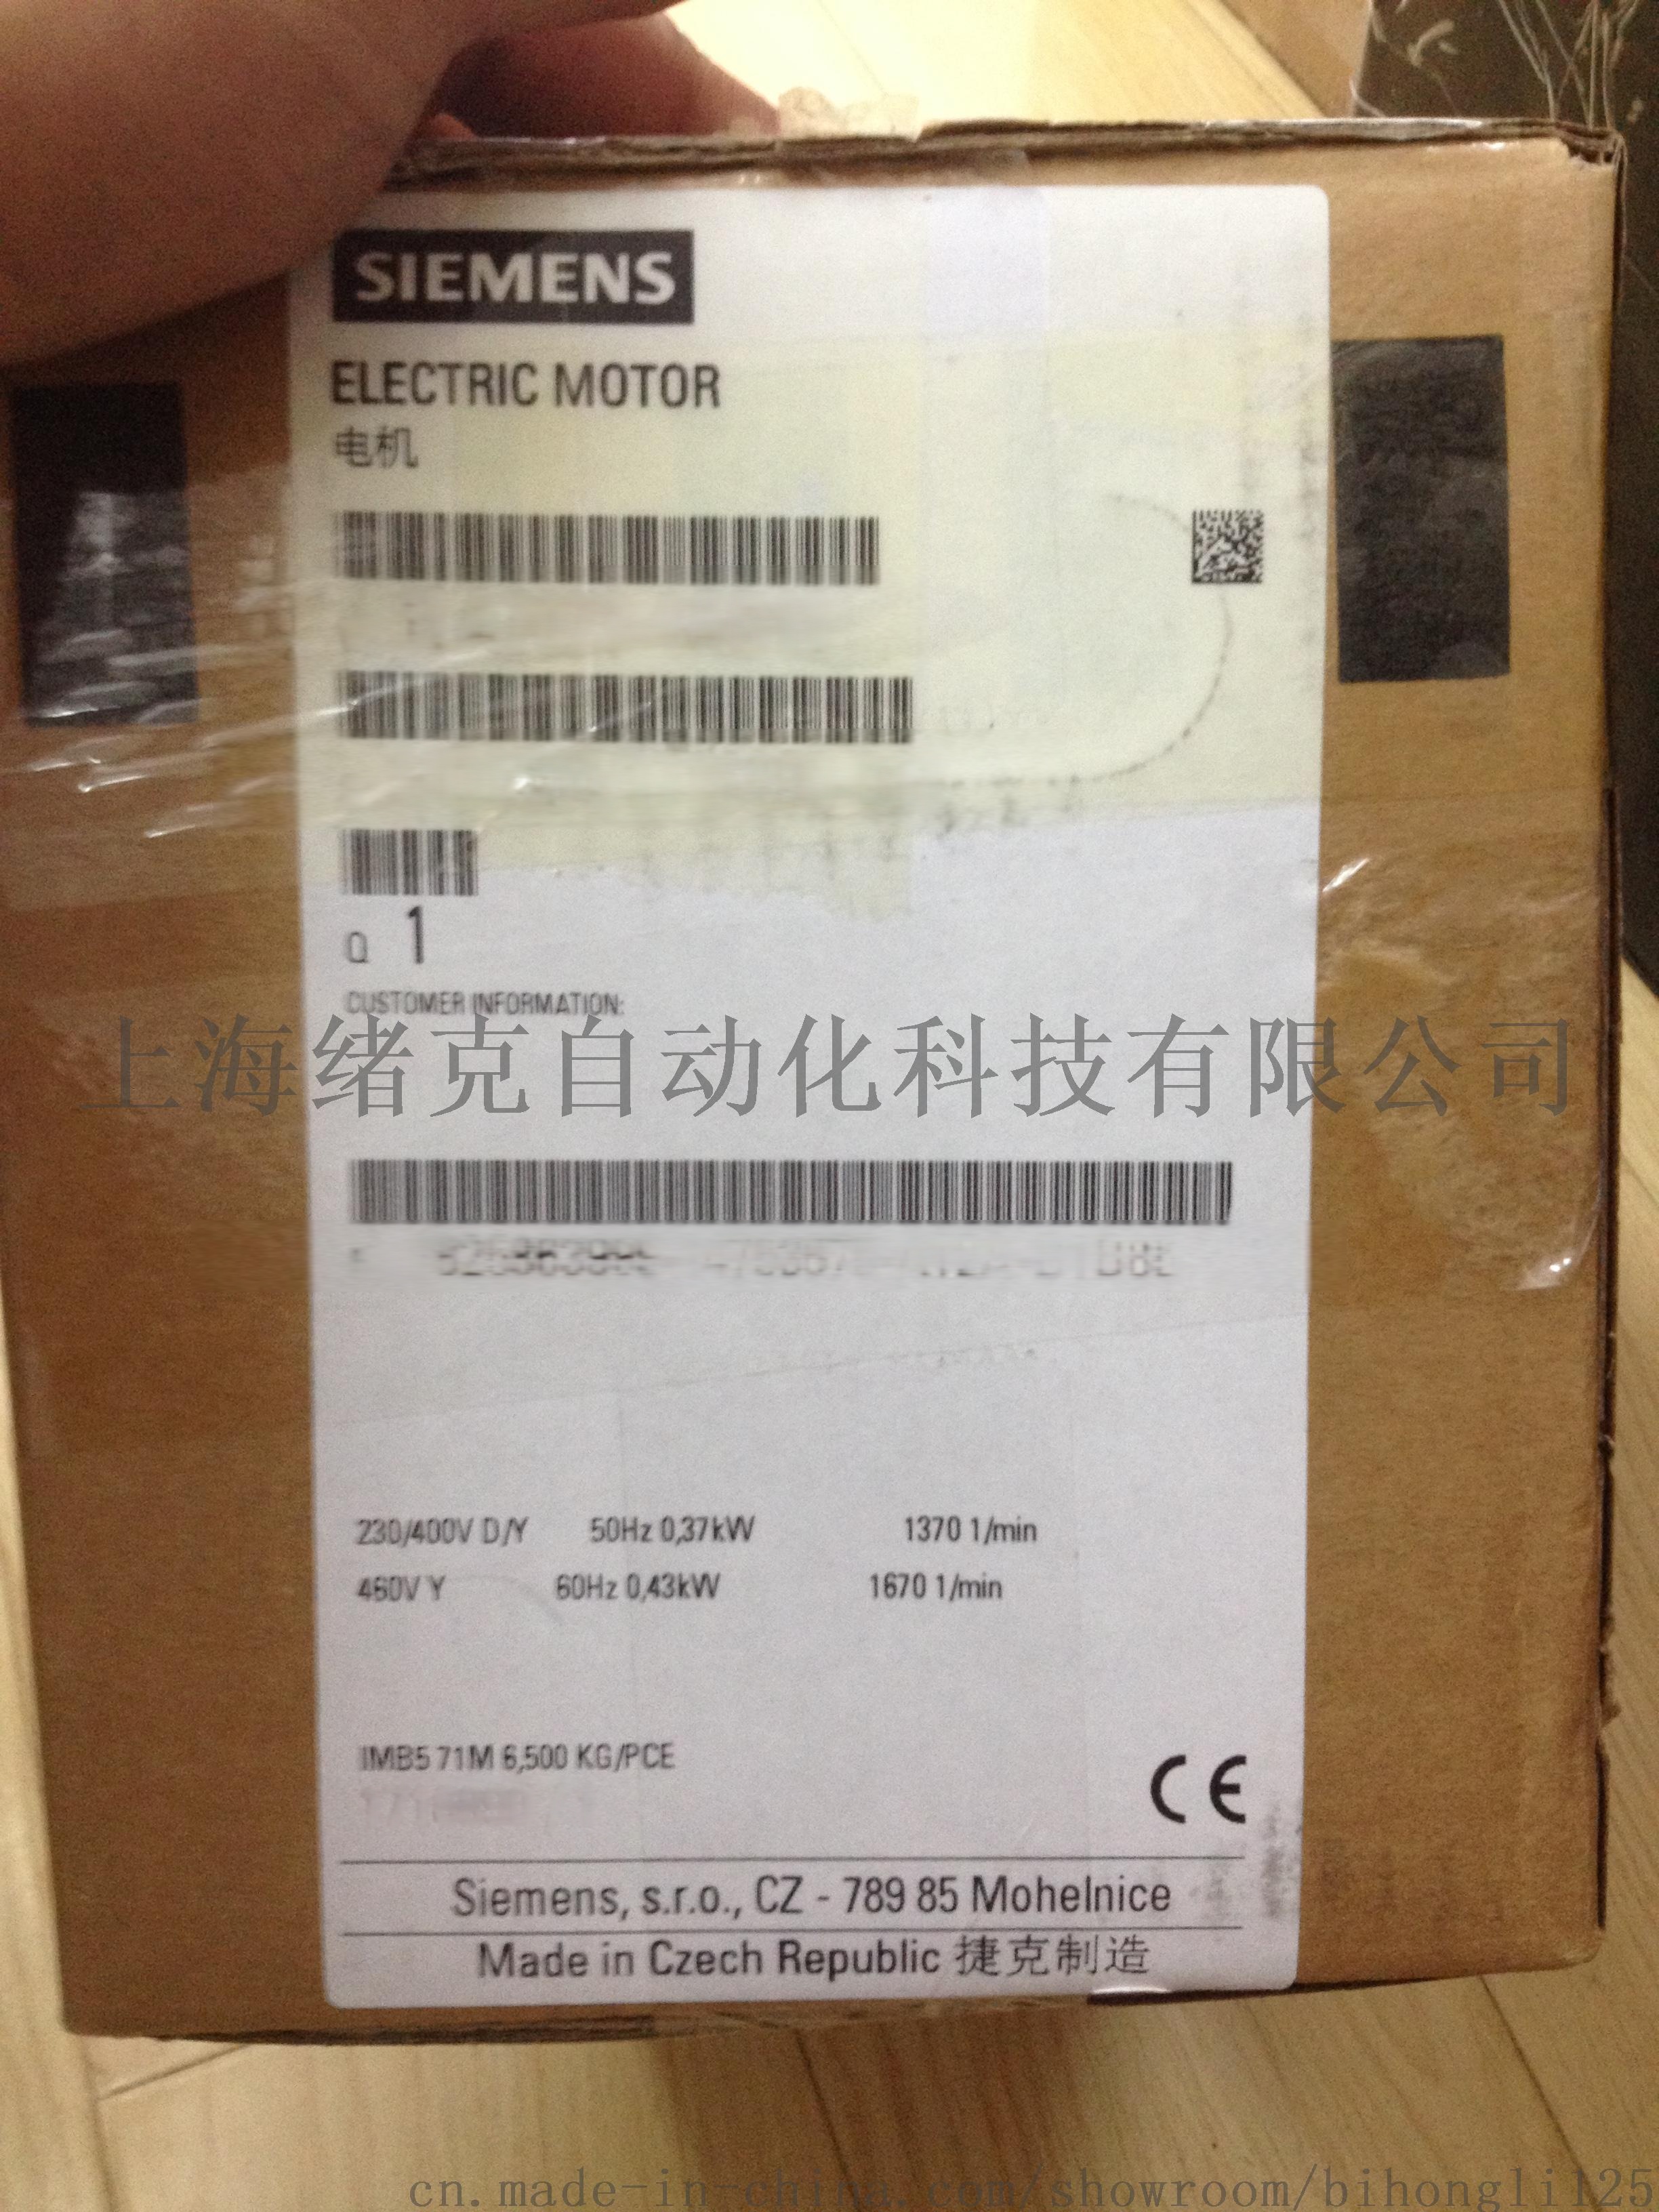 SIEMENS
ELECTRIC MOTOR
电机
Q 1
CUSTOMER INFORMATION:
上海绪克自动化科技有限公司
230/400V D/Y 50Hz 0,37kW 1370 1/min
460V Y 60Hz 0,43kW 1670 1/min
IMB5 71M 6,500 KG/PCE
CE
Siemens, s.r.o., CZ - 789 85 Mohelnice
Made in Czech Republic 捷克制造
cn.made-in-china.com/showroom/bihongli125